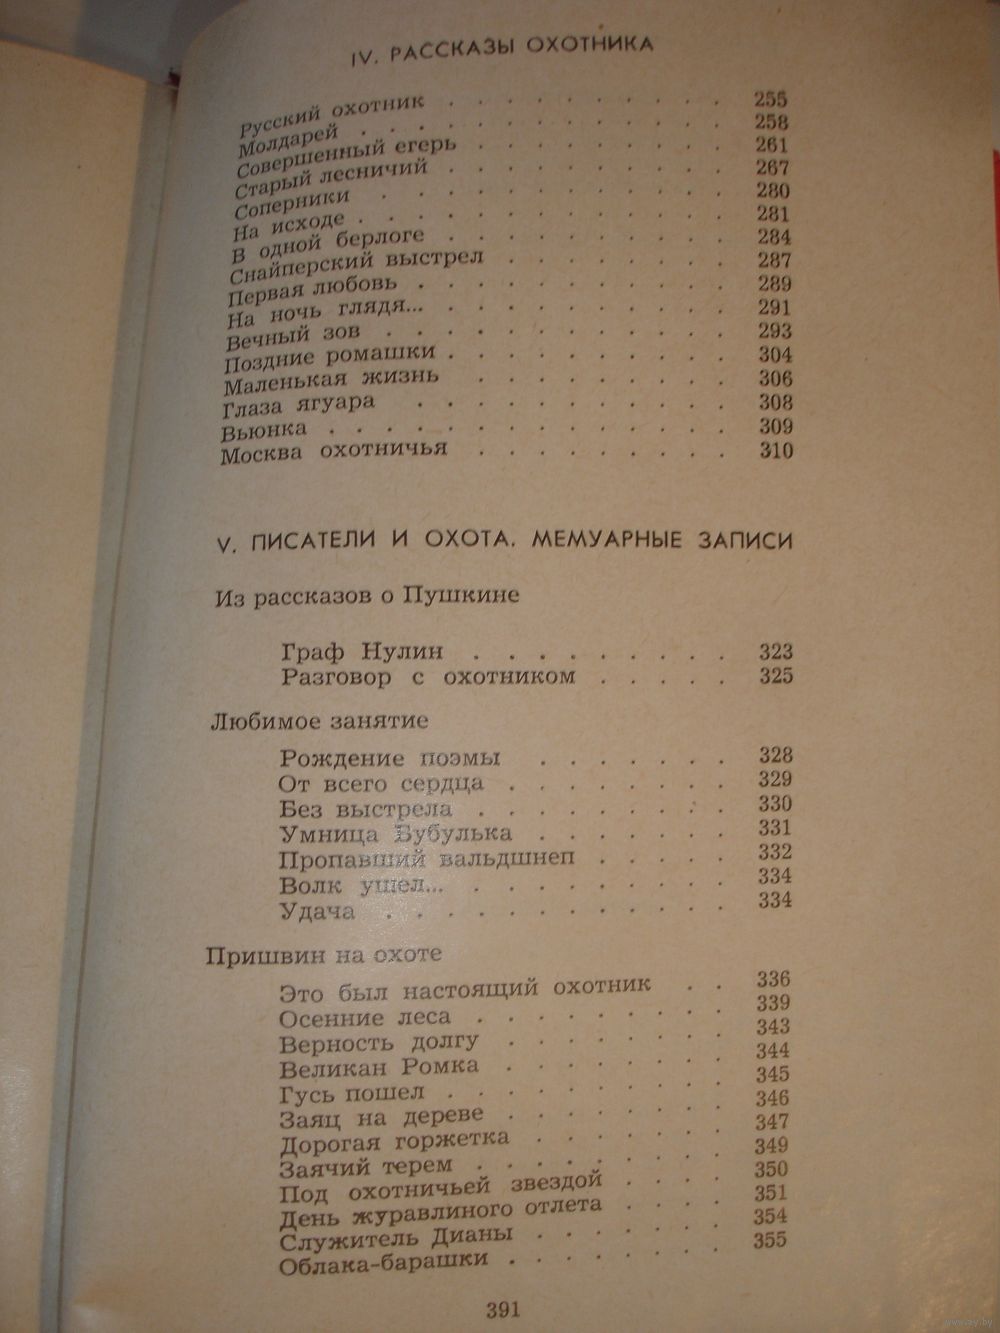 IV. РАССКАЗЫ ОХОТНИКА
Русский охотник . . . . . . . . . . 255
Молдарей . . . . . . . . . . . . . 258
Совершенный егерь . . . . . . . . . 261
Старый лесничий . . . . . . . . . . 267
Соперники . . . . . . . . . . . . 280
На исходе . . . . . . . . . . . . . 281
В одной берлоге . . . . . . . . . . 284
Снайперский выстрел . . . . . . . . 287
Первая любовь . . . . . . . . . . . 289
На ночь глядя... . . . . . . . . . . 291
Вечный зов . . . . . . . . . . . . 293
Поздние ромашки . . . . . . . . . . 304
Маленькая жизнь . . . . . . . . . 306
Глаза ягуара . . . . . . . . . . . 308
Вьюнка . . . . . . . . . . . . . . 309
Москва охотничья . . . . . . . . . 310
V. ПИСАТЕЛИ И ОХОТА. МЕМУАРНЫЕ ЗАПИСИ
Из рассказов о Пушкине
Граф Нулин . . . . . . . . . 323
Разговор с охотником . . . . . 325
Любимое занятие
Рождение поэмы . . . . . . . 328
От всего сердца . . . . . . . . 329
Без выстрела . . . . . . . . . 330
Умница Бубулька . . . . . . . 331
Пропавший вальдшнеп . . . . . 332
Волк ушел... . . . . . . . . . 334
Удача . . . . . . . . . . . . 334
Пришвин на охоте
Это был настоящий охотник . . 336
Осенние леса . . . . . . . . . 339
Верность долгу . . . . . . . . 343
Великан Ромка . . . . . . . . 344
Гусь пошел . . . . . . . . . . 345
Заяц на дереве . . . . . . . . 346
Дорогая горжетка . . . . . . . 347
Заячий терем . . . . . . . . . 349
Под охотничьей звездой . . . . 350
День журавлиного отлета . . . . 351
Служитель Дианы . . . . . . . 354
Облака-барашки . . . . . . . . 355
391
www.ay.by